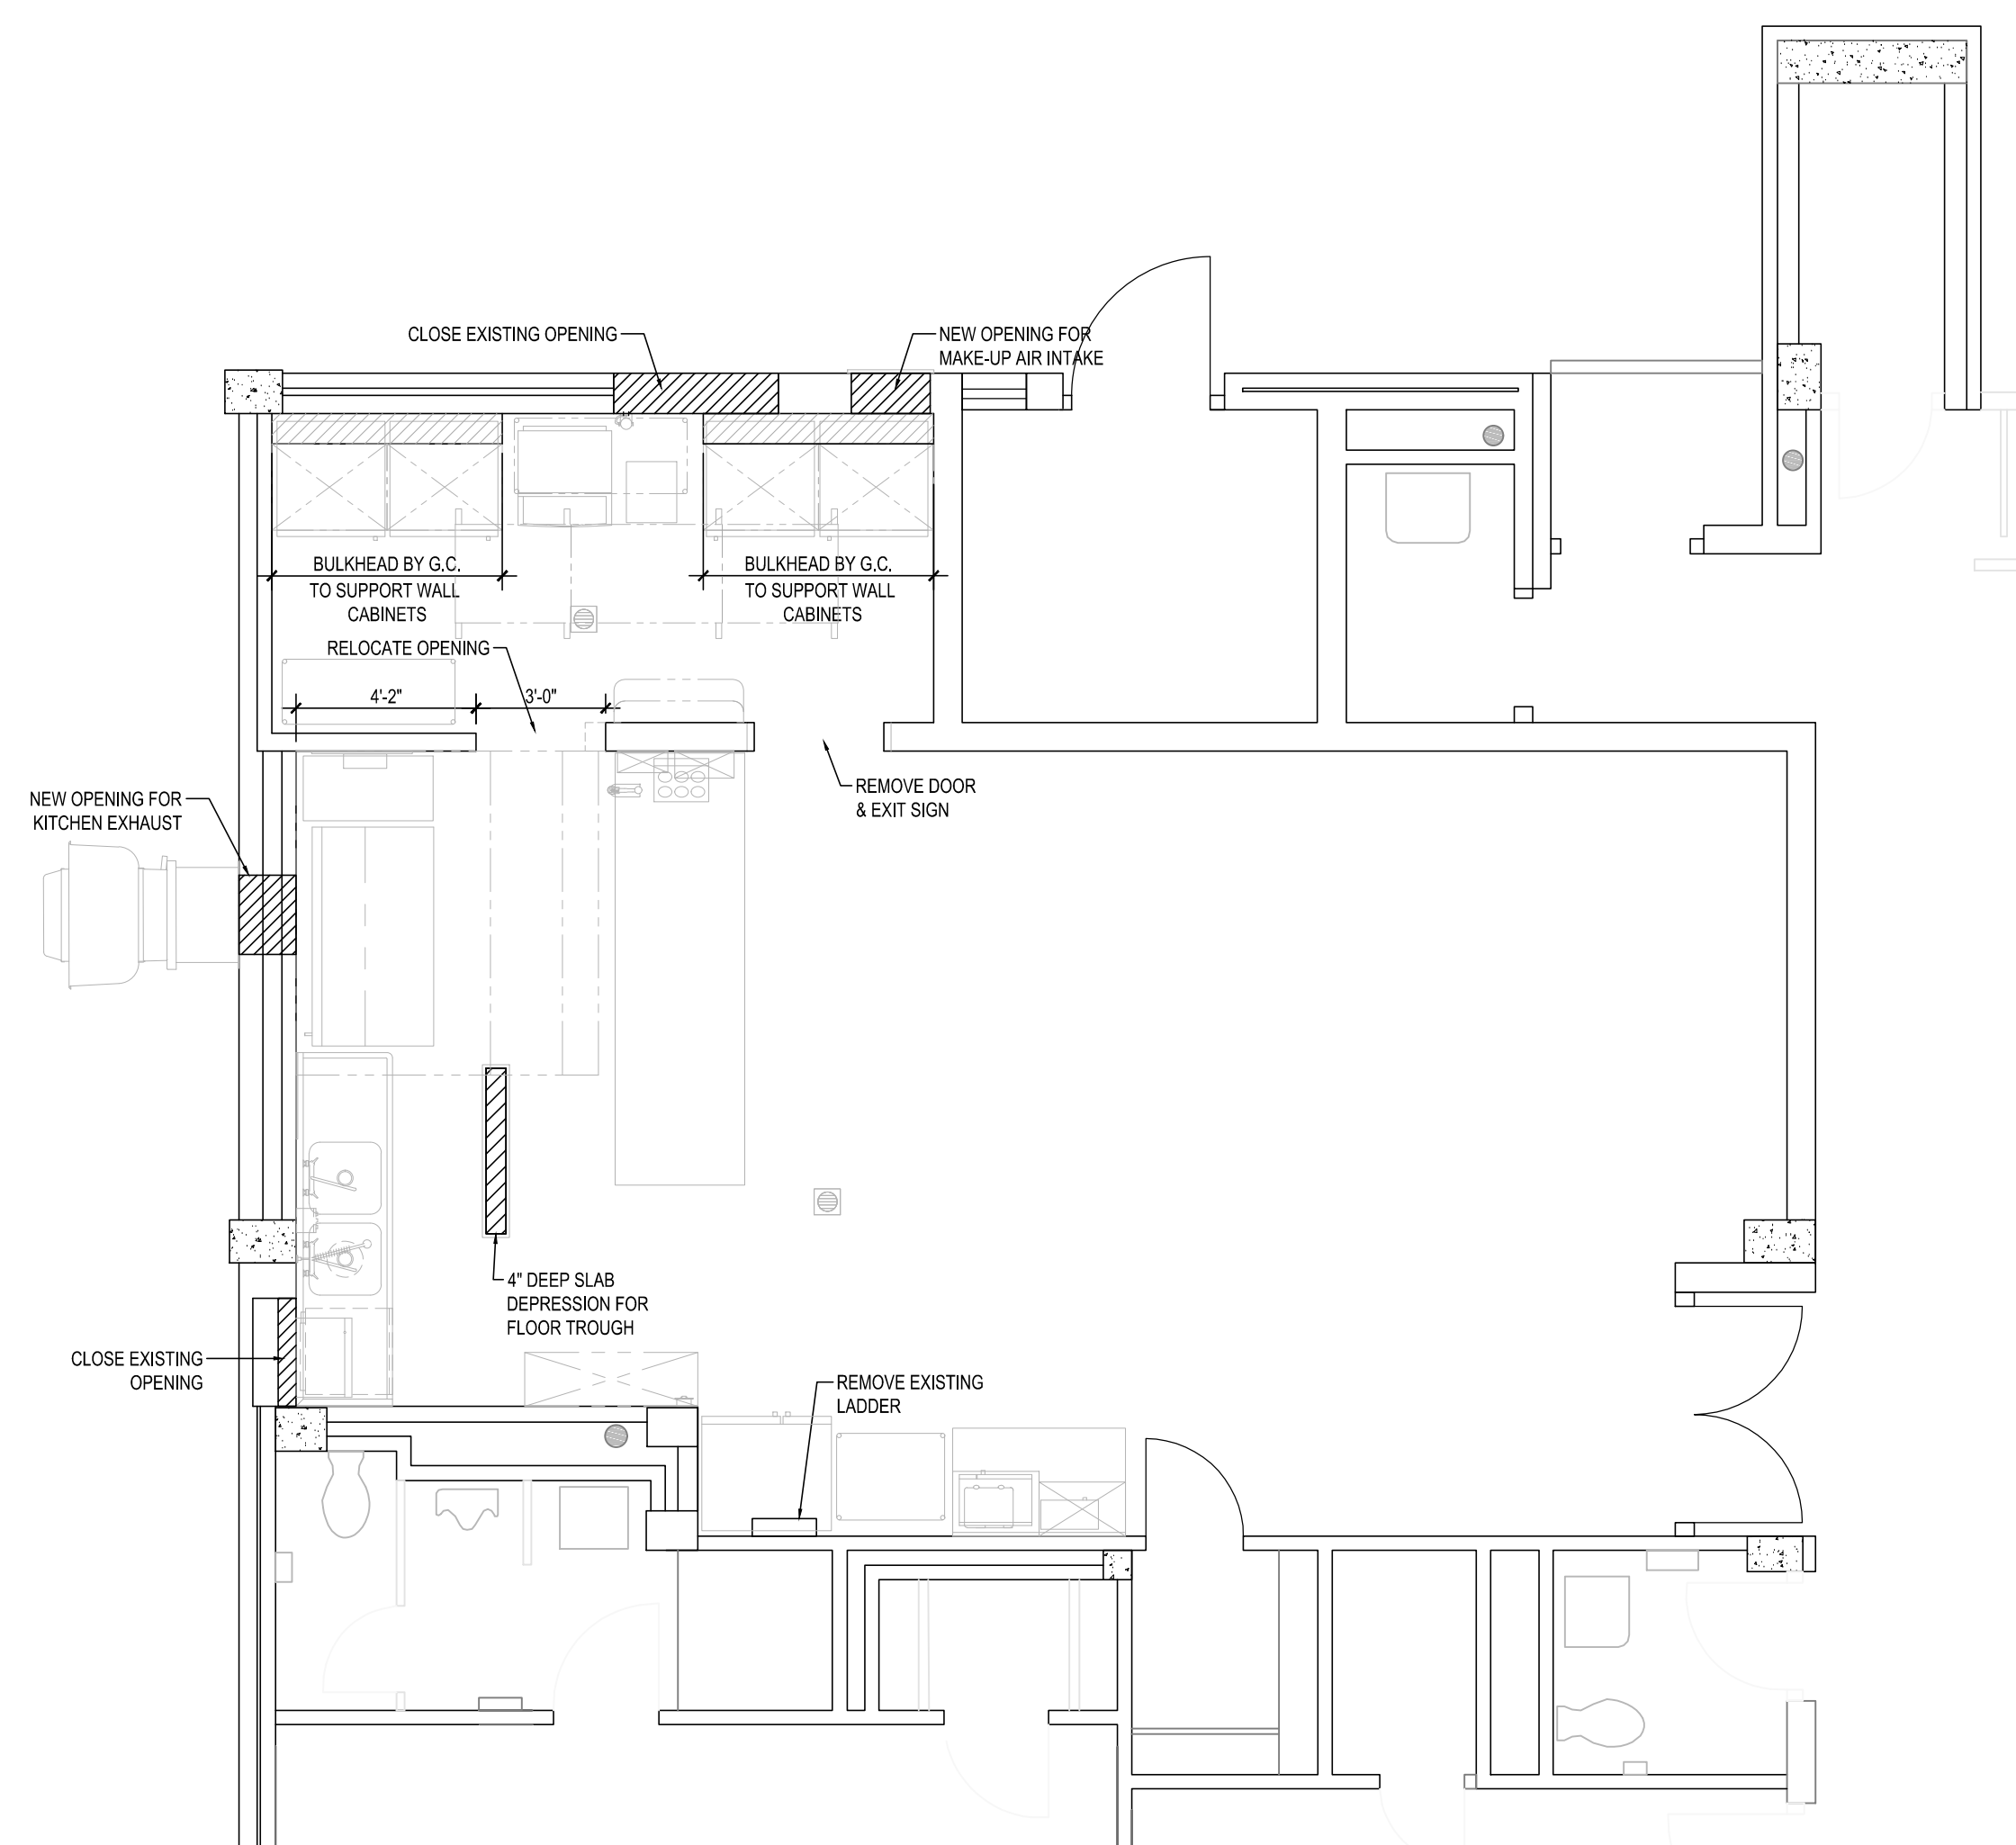 CLOSE EXISTING OPENING
NEW OPENING FOR
MAKE-UP AIR INTAKE
BULKHEAD BY G.C.
TO SUPPORT WALL
CABINETS
BULKHEAD BY G.C.
TO SUPPORT WALL
CABINETS
RELOCATE OPENING
4'-2"
3'-0"
REMOVE DOOR
& EXIT SIGN
NEW OPENING FOR
KITCHEN EXHAUST
4" DEEP SLAB
DEPRESSION FOR
FLOOR TROUGH
CLOSE EXISTING
OPENING
REMOVE EXISTING
LADDER